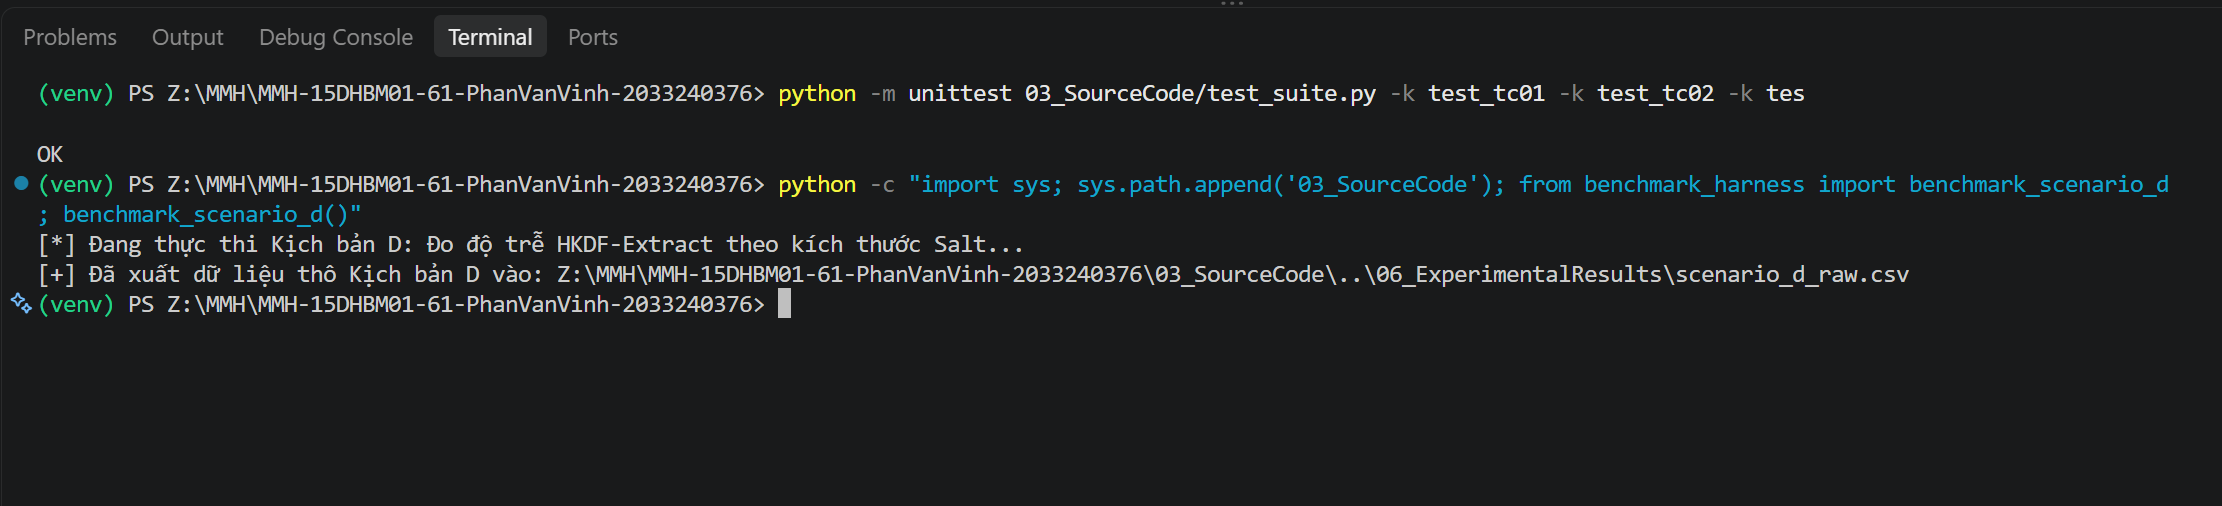 Problems Output Debug Console Terminal Ports
(venv) PS Z:\MMH\MMH-15DHBM01-61-PhanVanVinh-2033240376> python -m unittest 03_SourceCode/test_suite.py -k test_tc01 -k test_tc02 -k tes
OK
(venv) PS Z:\MMH\MMH-15DHBM01-61-PhanVanVinh-2033240376> python -c "import sys; sys.path.append('03_SourceCode'); from benchmark_harness import benchmark_scenario_d
; benchmark_scenario_d()"
[*] Đang thực thi Kịch bản D: Đo độ trễ HKDF-Extract theo kích thước Salt...
[+] Đã xuất dữ liệu thô Kịch bản D vào: Z:\MMH\MMH-15DHBM01-61-PhanVanVinh-2033240376\03_SourceCode\..\06_ExperimentalResults\scenario_d_raw.csv
(venv) PS Z:\MMH\MMH-15DHBM01-61-PhanVanVinh-2033240376>